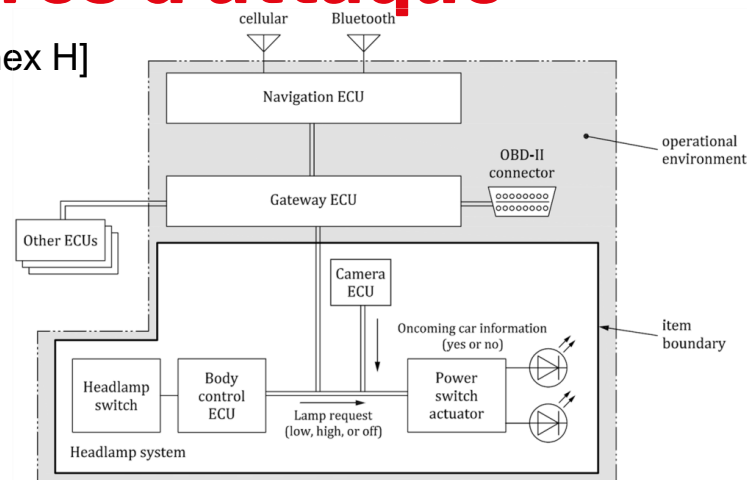 d'attaque
ex H]
cellular
Bluetooth
Navigation ECU
operational
environment
OBD-II
connector
Gateway ECU
Other ECUs
Camera
ECU
Oncoming car information
(yes or no)
item
boundary
Headlamp
switch
Body
control
ECU
Power
switch
actuator
Lamp request
(low, high, or off)
Headlamp system